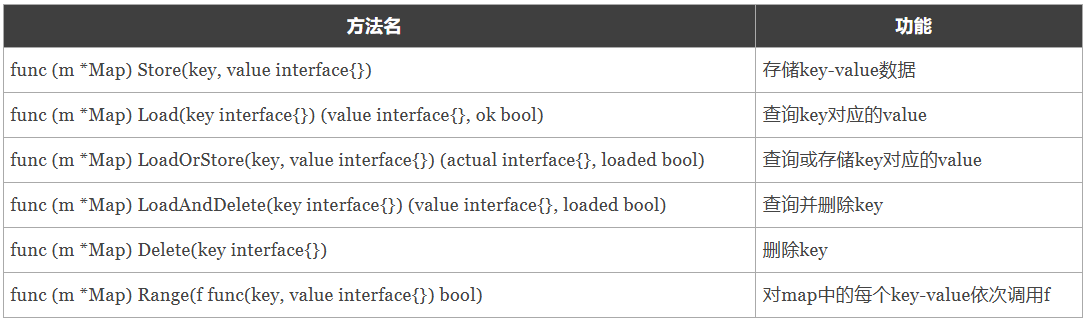 方法名 功能
func (m *Map) Store(key, value interface{}) 存储key-value数据
func (m *Map) Load(key interface{}) (value interface{}, ok bool) 查询key对应的value
func (m *Map) LoadOrStore(key, value interface{}) (actual interface{}, loaded bool) 查询或存储key对应的value
func (m *Map) LoadAndDelete(key interface{}) (value interface{}, loaded bool) 查询并删除key
func (m *Map) Delete(key interface{}) 删除key
func (m *Map) Range(f func(key, value interface{}) bool) 对map中的每个key-value依次调用f